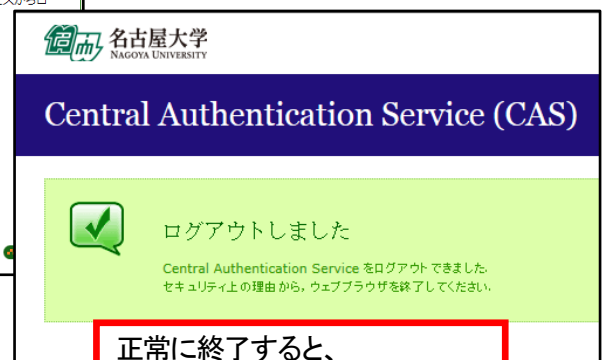 名古屋大学
NAGOYA UNIVERSITY
Central Authentication Service (CAS)
ログアウトしました
Central Authentication Service をログアウトできました.
セキュリティ上の理由から, ウェブブラウザを終了してください.
正常に終了すると、